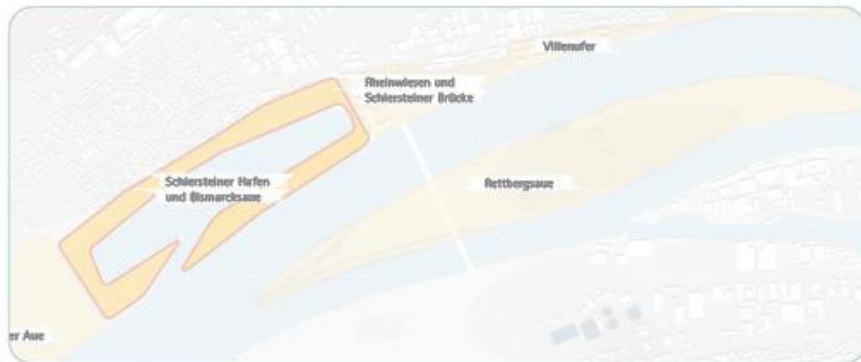 Villenufer
Rheinwiesen und
Schiersteiner Brücke
Schiersteiner Hafen
und Bismarcksaue
Rettbergsaue
er Aue